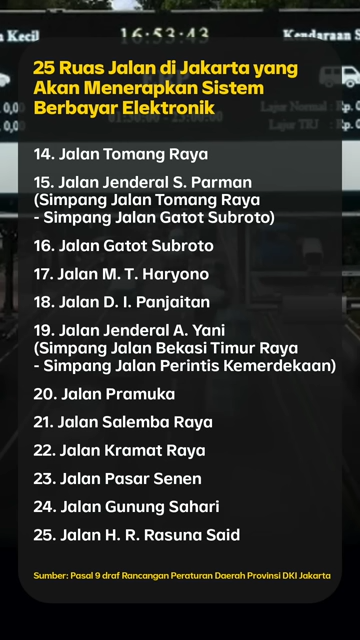 n Kecil
16:53:43
Kendaraan S
25 Ruas Jalan di Jakarta yang
Akan Menerapkan Sistem
Berbayar Elektronik
0,00
0,00
Lajur Normal : Rp. 0
Lajur TRJ : Rp. 0
14. Jalan Tomang Raya
15. Jalan Jenderal S. Parman
(Simpang Jalan Tomang Raya
- Simpang Jalan Gatot Subroto)
16. Jalan Gatot Subroto
17. Jalan M. T. Haryono
18. Jalan D. I. Panjaitan
19. Jalan Jenderal A. Yani
(Simpang Jalan Bekasi Timur Raya
- Simpang Jalan Perintis Kemerdekaan)
20. Jalan Pramuka
21. Jalan Salemba Raya
22. Jalan Kramat Raya
23. Jalan Pasar Senen
24. Jalan Gunung Sahari
25. Jalan H. R. Rasuna Said
Sumber: Pasal 9 draf Rancangan Peraturan Daerah Provinsi DKI Jakarta